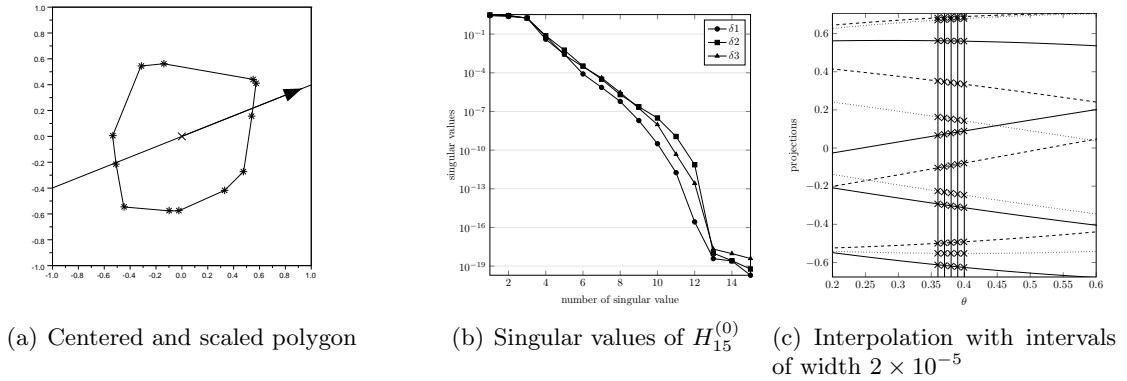 1.0
0.8
0.6
0.4
0.2
0.0
-0.2
-0.4
0.6
0.8
1.0
-1.0 0.8 0.6 -0.4 -0.2 0.0 0.2 0.4 0.6 0.8 1.0
singular values
10^{-1}
10^{-4}
10^{-7}
10^{-10}
10^{-13}
10^{-16}
10^{-19}
δ1
δ2
δ3
2 4 6 8 10 12 14
number of singular value
projections
0.6
0.4
0.2
0
−0.2
−0.4
−0.6
0.2 0.25 0.3 0.35 0.4 0.45 0.5 0.55 0.6
θ
(a) Centered and scaled polygon
(b) Singular values of H_{15}^{(0)}
(c) Interpolation with intervals
of width 2 × 10^{-5}